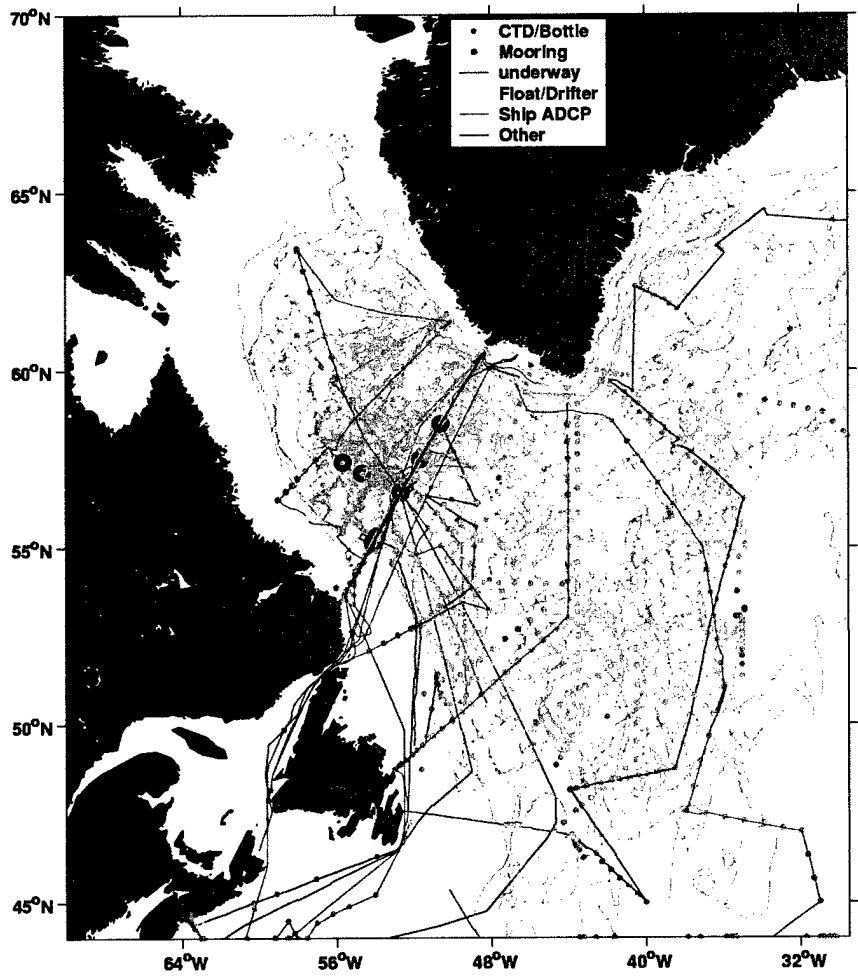 70°N
CTD/Bottle
Mooring
underway
Float/Drifter
Ship ADCP
Other
65°N
60°N
55°N
50°N
45°N
64°W 56°W 48°W 40°W 32°W